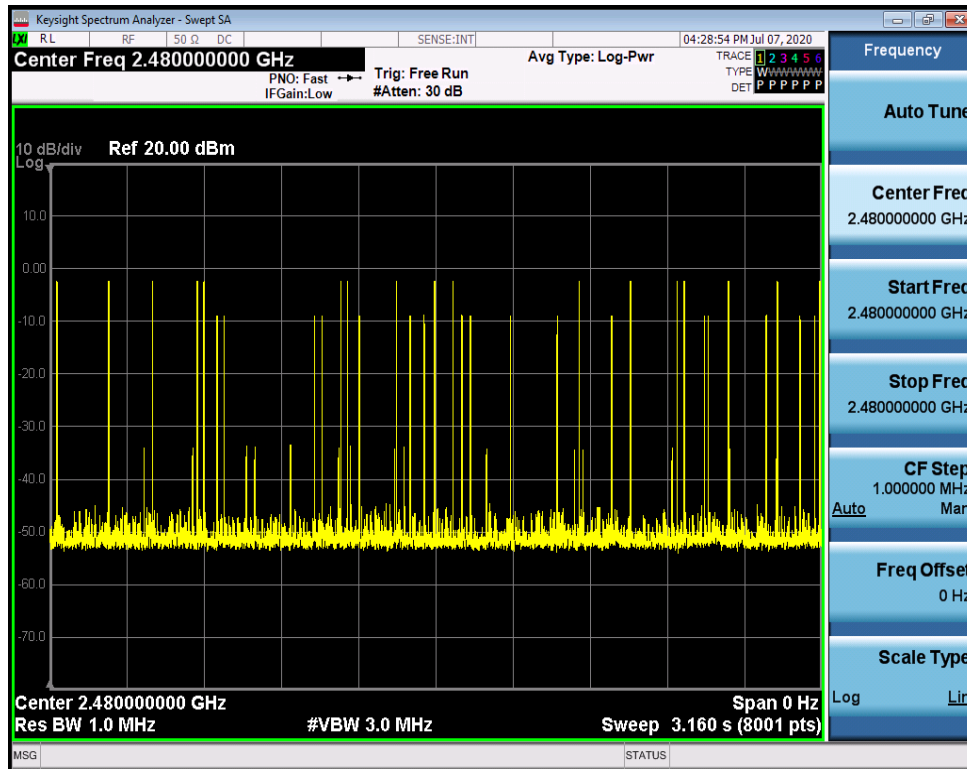 Keysight Spectrum Analyzer - Swept SA
LXI RL RF 50 Ω DC SENSE:INT 04:28:54 PM Jul 07, 2020
Center Freq 2.480000000 GHz
PNO: Fast
IFGain:Low
Trig: Free Run
#Atten: 30 dB
Avg Type: Log-Pwr
TRACE 1 2 3 4 5 6
TYPE WWWWWW
DET P P P P P P
10 dB/div Ref 20.00 dBm
Log
10.0
0.00
-10.0
-20.0
-30.0
-40.0
-50.0
-60.0
-70.0
Center 2.480000000 GHz Span 0 Hz
Res BW 1.0 MHz #VBW 3.0 MHz Sweep 3.160 s (8001 pts)
MSG STATUS
Frequency
Auto Tune
Center Freq
2.480000000 GHz
Start Freq
2.480000000 GHz
Stop Freq
2.480000000 GHz
CF Step
1.000000 MHz
Auto Man
Freq Offset
0 Hz
Scale Type
Log Lin